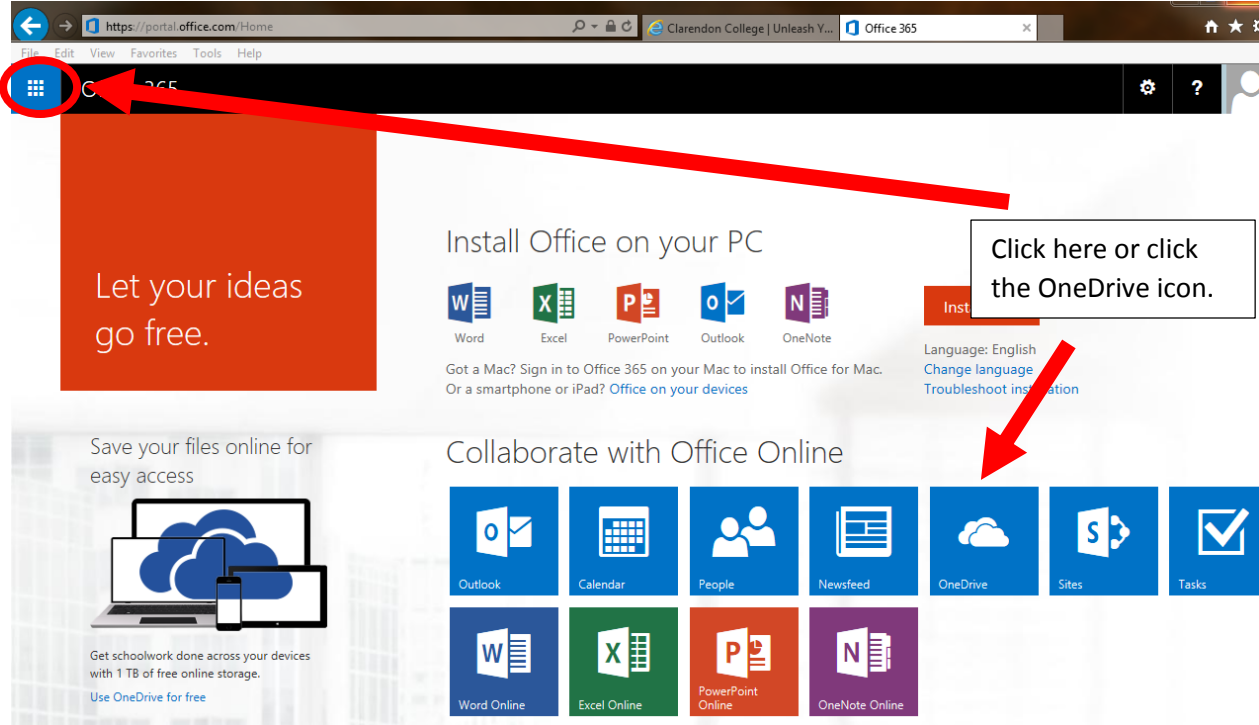 https://portal.office.com/Home
Clarendon College | Unleash Y...
Office 365
File Edit View Favorites Tools Help
365
?
Let your ideas
go free.
Install Office on your PC
Word Excel PowerPoint Outlook OneNote
Got a Mac? Sign in to Office 365 on your Mac to install Office for Mac.
Or a smartphone or iPad? Office on your devices
Click here or click
the OneDrive icon.
Language: English
Change language
Troubleshoot installation
Save your files online for
easy access
Get schoolwork done across your devices
with 1 TB of free online storage.
Use OneDrive for free
Collaborate with Office Online
Outlook Calendar People Newsfeed OneDrive Sites Tasks
Word Online Excel Online PowerPoint
Online OneNote Online